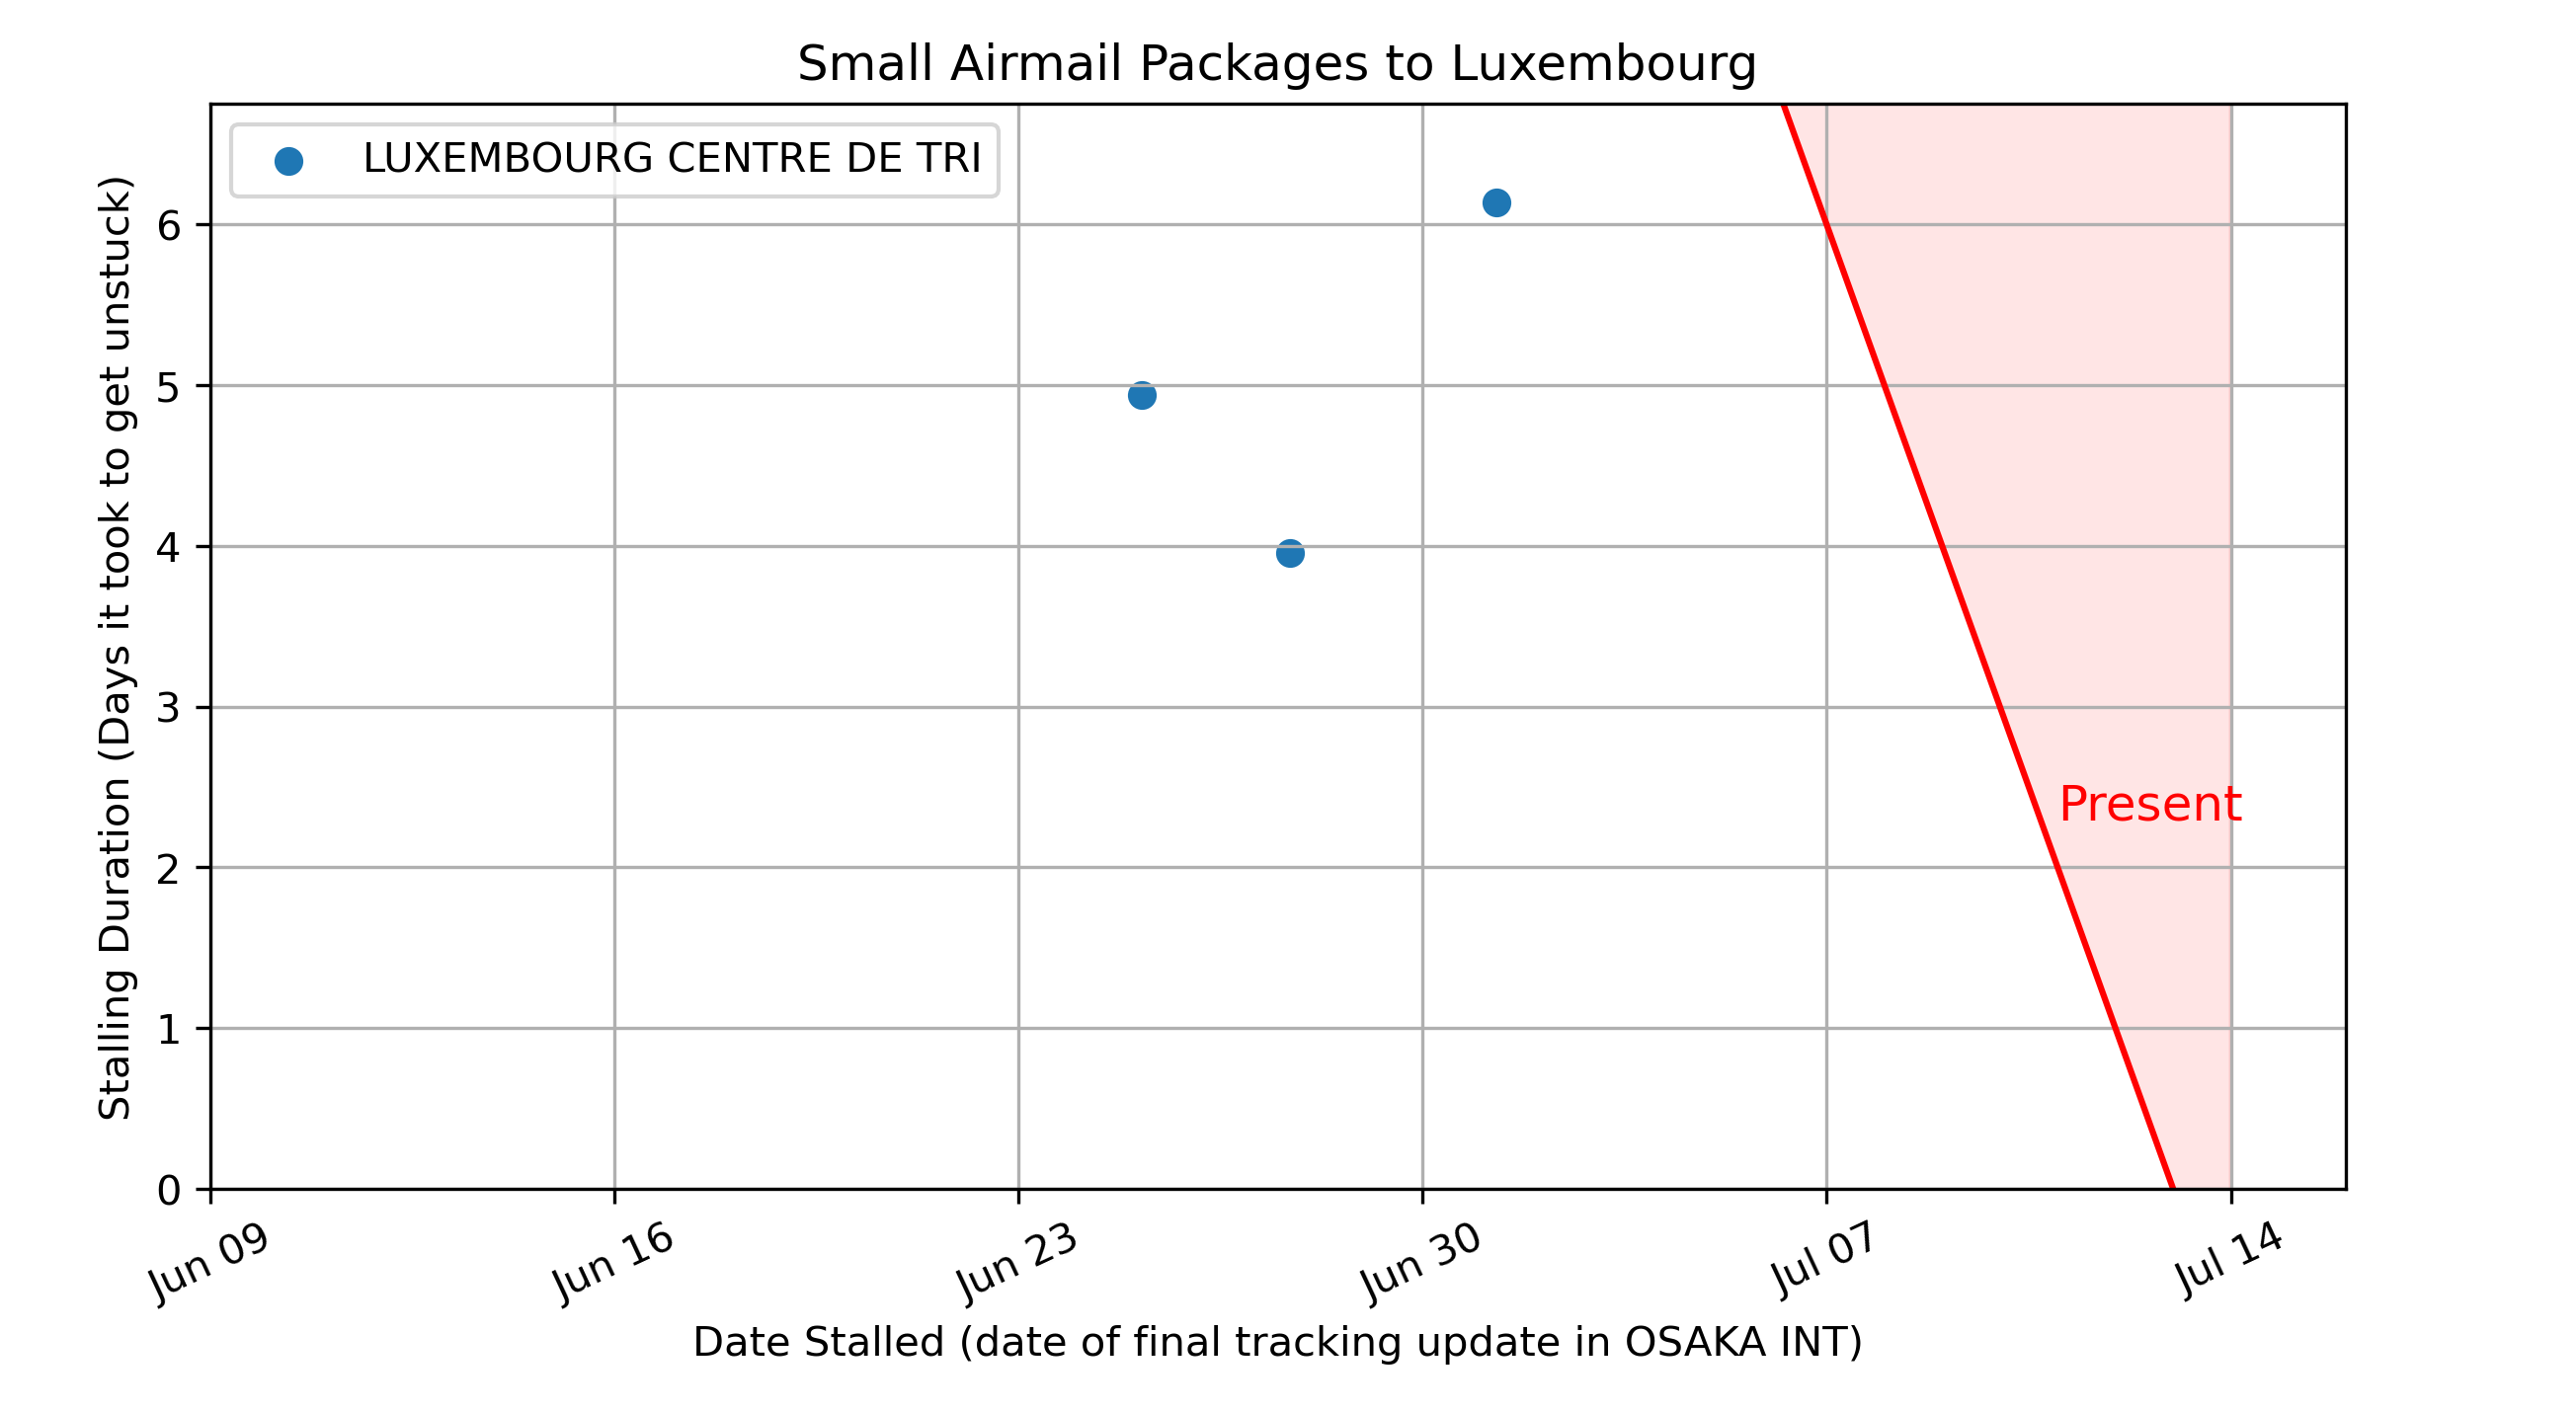 Small Airmail Packages to Luxembourg
LUXEMBOURG CENTRE DE TRI
Stalling Duration (Days it took to get unstuck)
6
5
4
3
2
1
0
Present
Jun 09
Jun 16
Jun 23
Jun 30
Jul 07
Jul 14
Date Stalled (date of final tracking update in OSAKA INT)